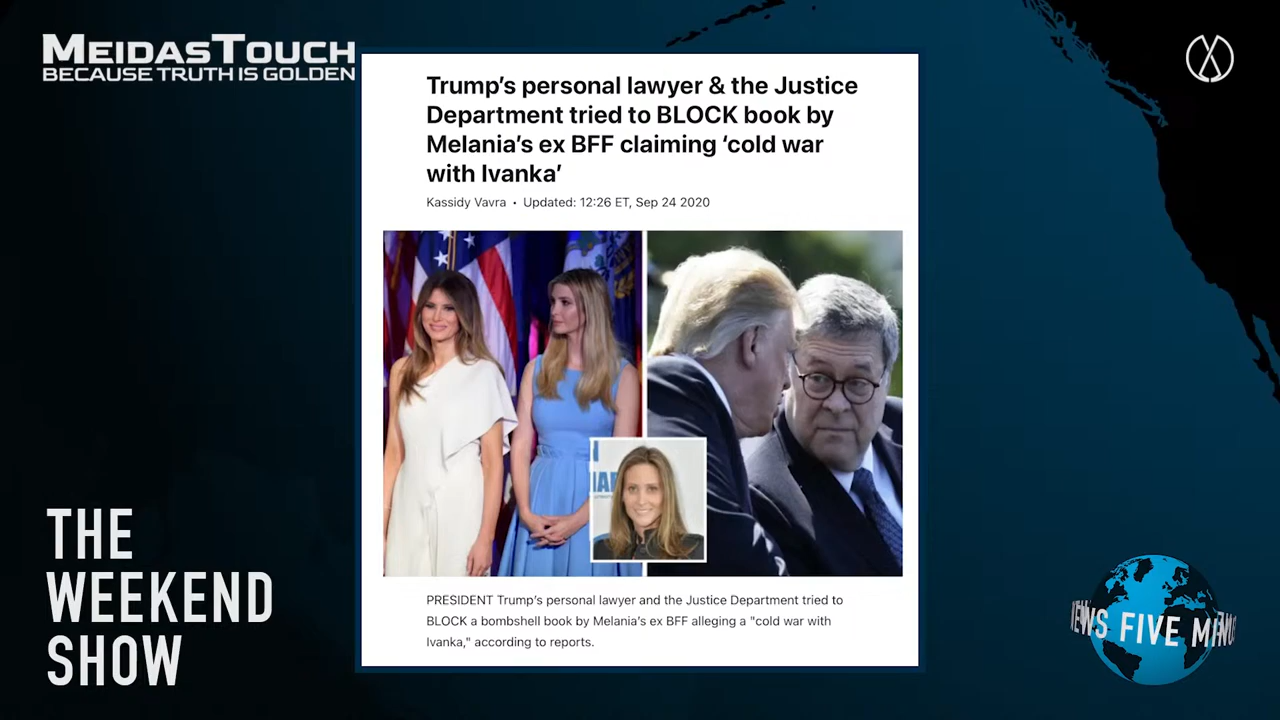 MEIDASTOUCH
BECAUSE TRUTH IS GOLDEN
Trump’s personal lawyer & the Justice
Department tried to BLOCK book by
Melania’s ex BFF claiming ‘cold war
with Ivanka’
Kassidy Vavra • Updated: 12:26 ET, Sep 24 2020
PRESIDENT Trump’s personal lawyer and the Justice Department tried to
BLOCK a bombshell book by Melania’s ex BFF alleging a "cold war with
Ivanka," according to reports.
THE
WEEKEND
SHOW
FIVE